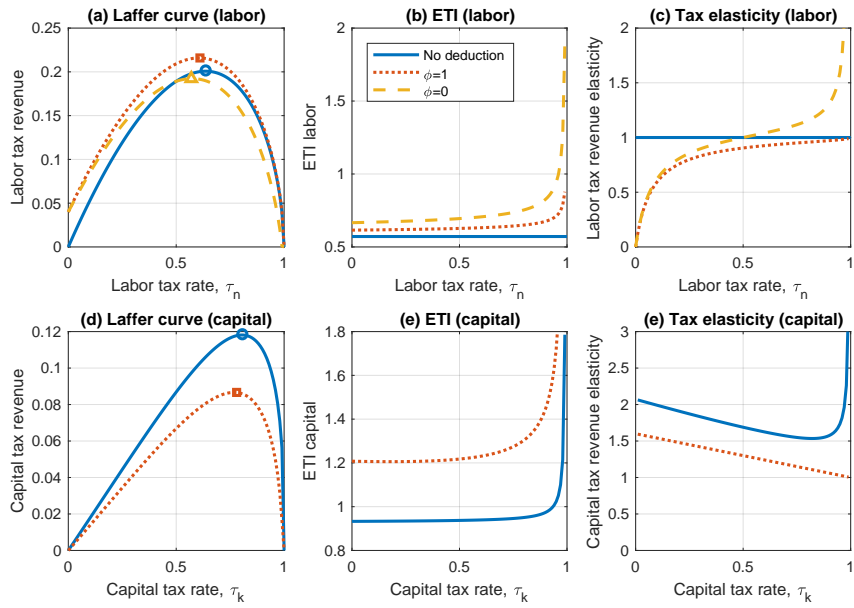 (a) Laffer curve (labor)
0.25
0.2
0.15
0.1
0.05
0
0
0.5
1
Labor tax revenue
Labor tax rate, τn
(b) ETI (labor)
No deduction
ϕ=1
ϕ=0
2
1.5
1
0.5
0
0.5
1
ETI labor
Labor tax rate, τn
(c) Tax elasticity (labor)
2
1.5
1
0.5
0
0
0.5
1
Labor tax revenue elasticity
Labor tax rate, τn
(d) Laffer curve (capital)
0.12
0.1
0.08
0.06
0.04
0.02
0
0
0.5
1
Capital tax revenue
Capital tax rate, τk
(e) ETI (capital)
1.8
1.6
1.4
1.2
1
0.8
0
0.5
1
ETI capital
Capital tax rate, τk
(e) Tax elasticity (capital)
3
2.5
2
1.5
1
0.5
0
0
0.5
1
Capital tax revenue elasticity
Capital tax rate, τk